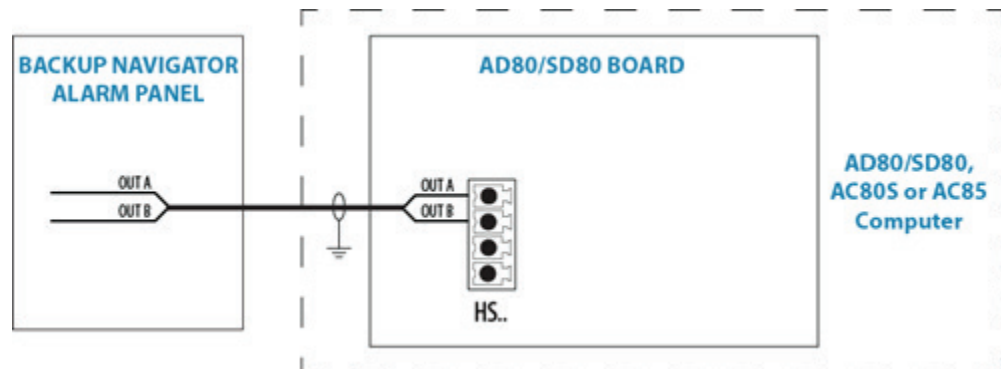 BACKUP NAVIGATOR
ALARM PANEL
OUT A
OUT B
AD80/SD80 BOARD
OUT A
OUT B
HS..
AD80/SD80,
AC80S or AC85
Computer